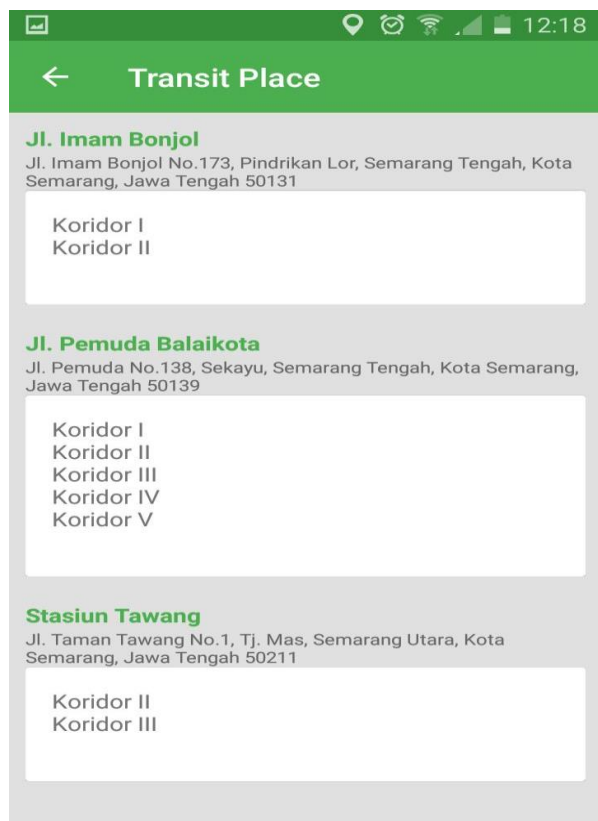 12:18
Transit Place
Jl. Imam Bonjol
Jl. Imam Bonjol No.173, Pindrikan Lor, Semarang Tengah, Kota
Semarang, Jawa Tengah 50131
Koridor I
Koridor II
Jl. Pemuda Balaikota
Jl. Pemuda No.138, Sekayu, Semarang Tengah, Kota Semarang,
Jawa Tengah 50139
Koridor I
Koridor II
Koridor III
Koridor IV
Koridor V
Stasiun Tawang
Jl. Taman Tawang No.1, Tj. Mas, Semarang Utara, Kota
Semarang, Jawa Tengah 50211
Koridor II
Koridor III